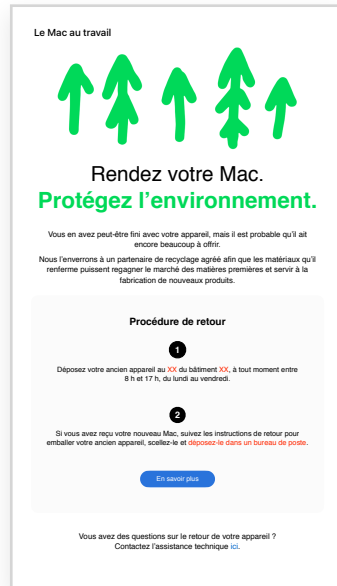 Le Mac au travail
Rendez votre Mac.
Protégez l’environnement.
Vous en avez peut-être fini avec votre appareil, mais il est probable qu’il ait
encore beaucoup à offrir.
Nous l’enverrons à un partenaire de recyclage agréé afin que les matériaux qu’il
renferme puissent regagner le marché des matières premières et servir à la
fabrication de nouveaux produits.
Procédure de retour
1
Déposez votre ancien appareil au XX du bâtiment XX, à tout moment entre
8 h et 17 h, du lundi au vendredi.
2
Si vous avez reçu votre nouveau Mac, suivez les instructions de retour pour
emballer votre ancien appareil, scellez-le et déposez-le dans un bureau de poste.
En savoir plus
Vous avez des questions sur le retour de votre appareil ?
Contactez l’assistance technique ici.